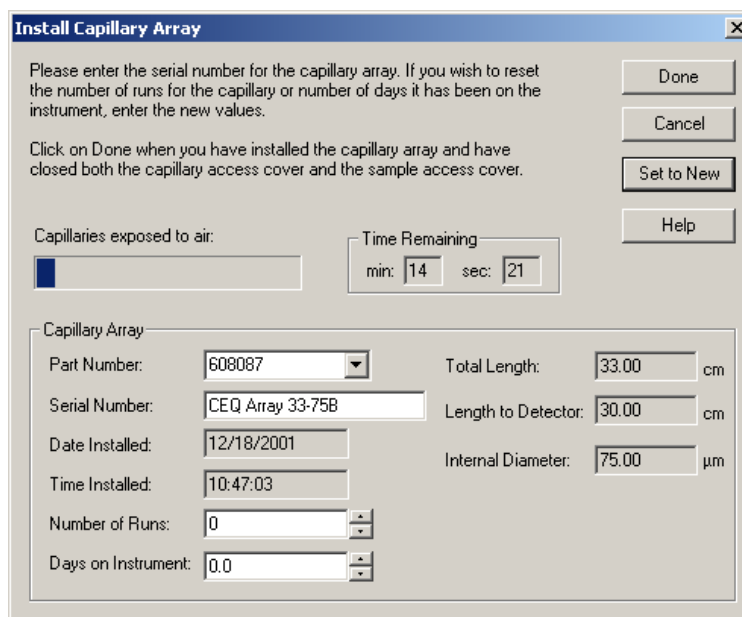 Install Capillary Array
Please enter the serial number for the capillary array. If you wish to reset
the number of runs for the capillary or number of days it has been on the
instrument, enter the new values.
Click on Done when you have installed the capillary array and have
closed both the capillary access cover and the sample access cover.
Done
Cancel
Set to New
Help
Capillaries exposed to air:
Time Remaining
min: 14 sec: 21
Capillary Array
Part Number: 608087
Serial Number: CEQ Array 33-75B
Date Installed: 12/18/2001
Time Installed: 10:47:03
Number of Runs: 0
Days on Instrument: 0.0
Total Length: 33.00 cm
Length to Detector: 30.00 cm
Internal Diameter: 75.00 µm